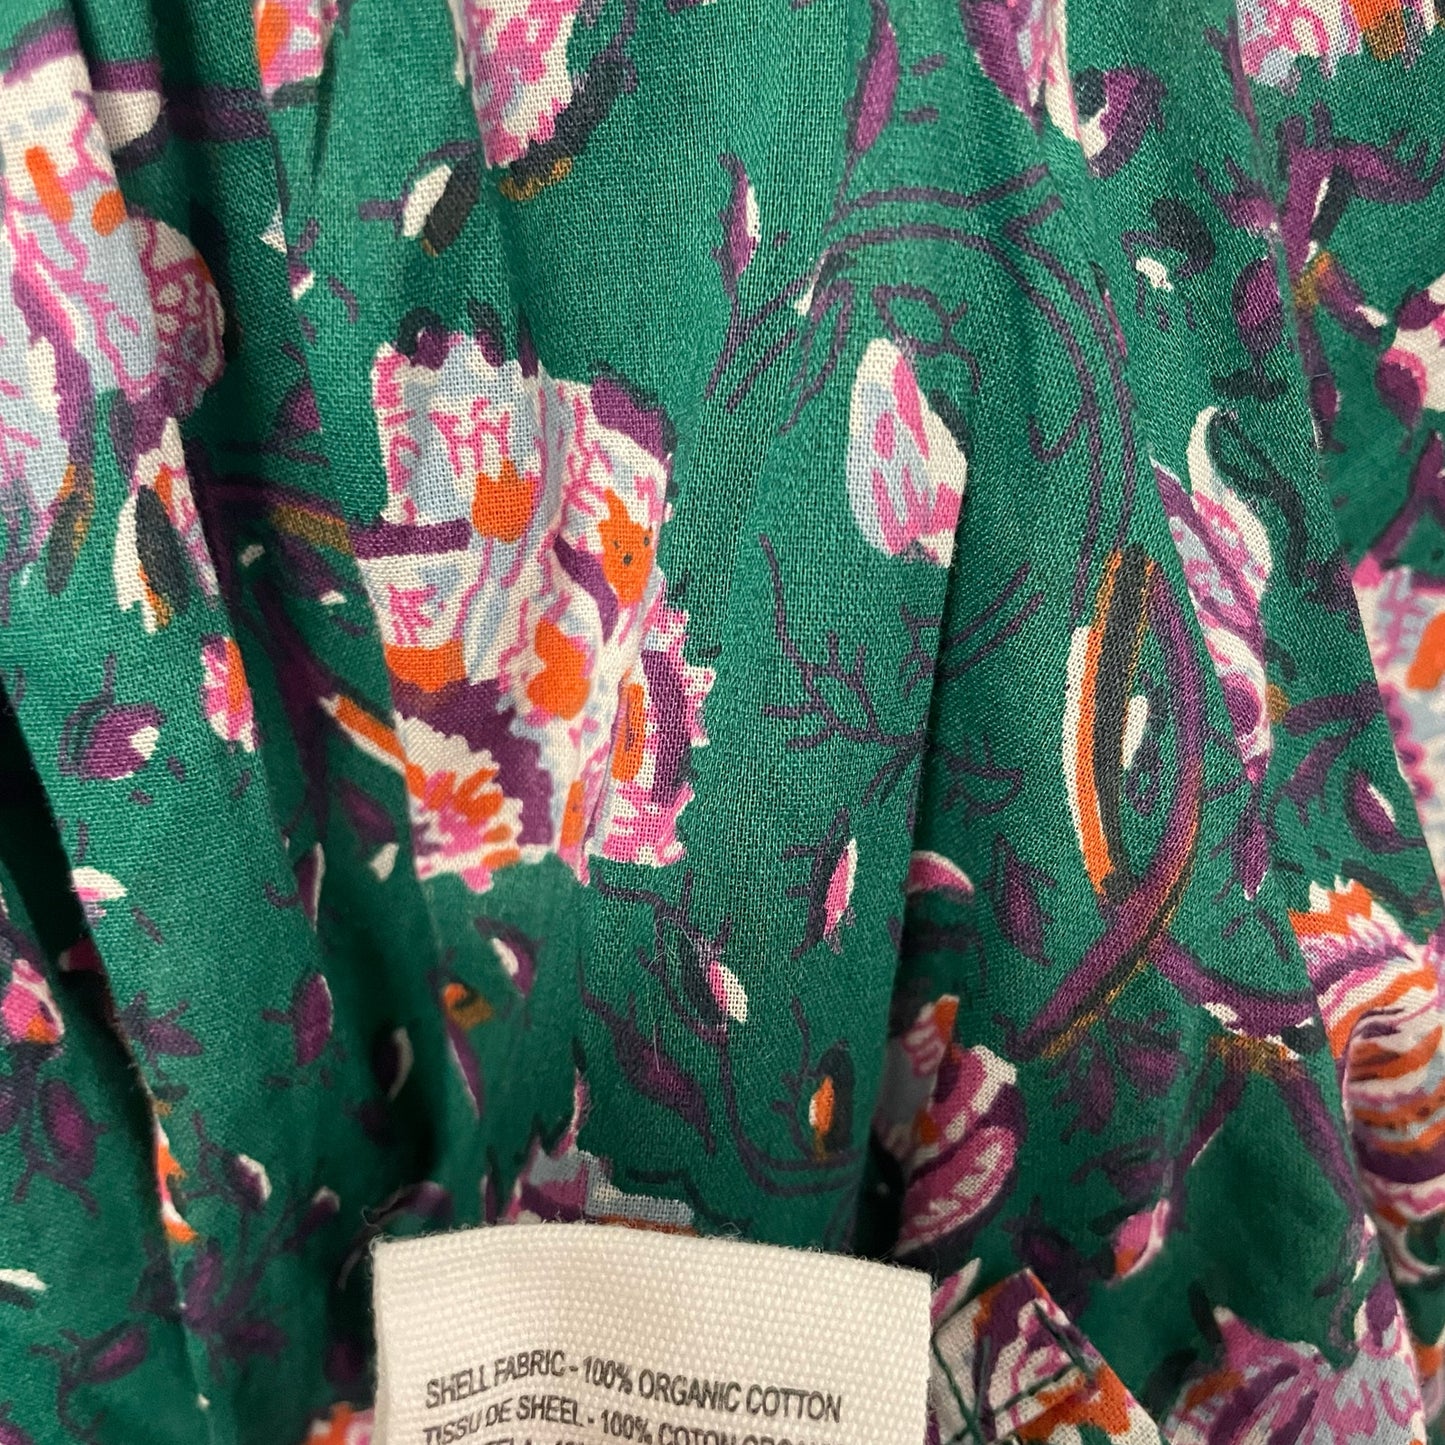 SHELL FABRIC - 100% ORGANIC COTTON
TISSU DE SHEEL - 100% COTON ORGA